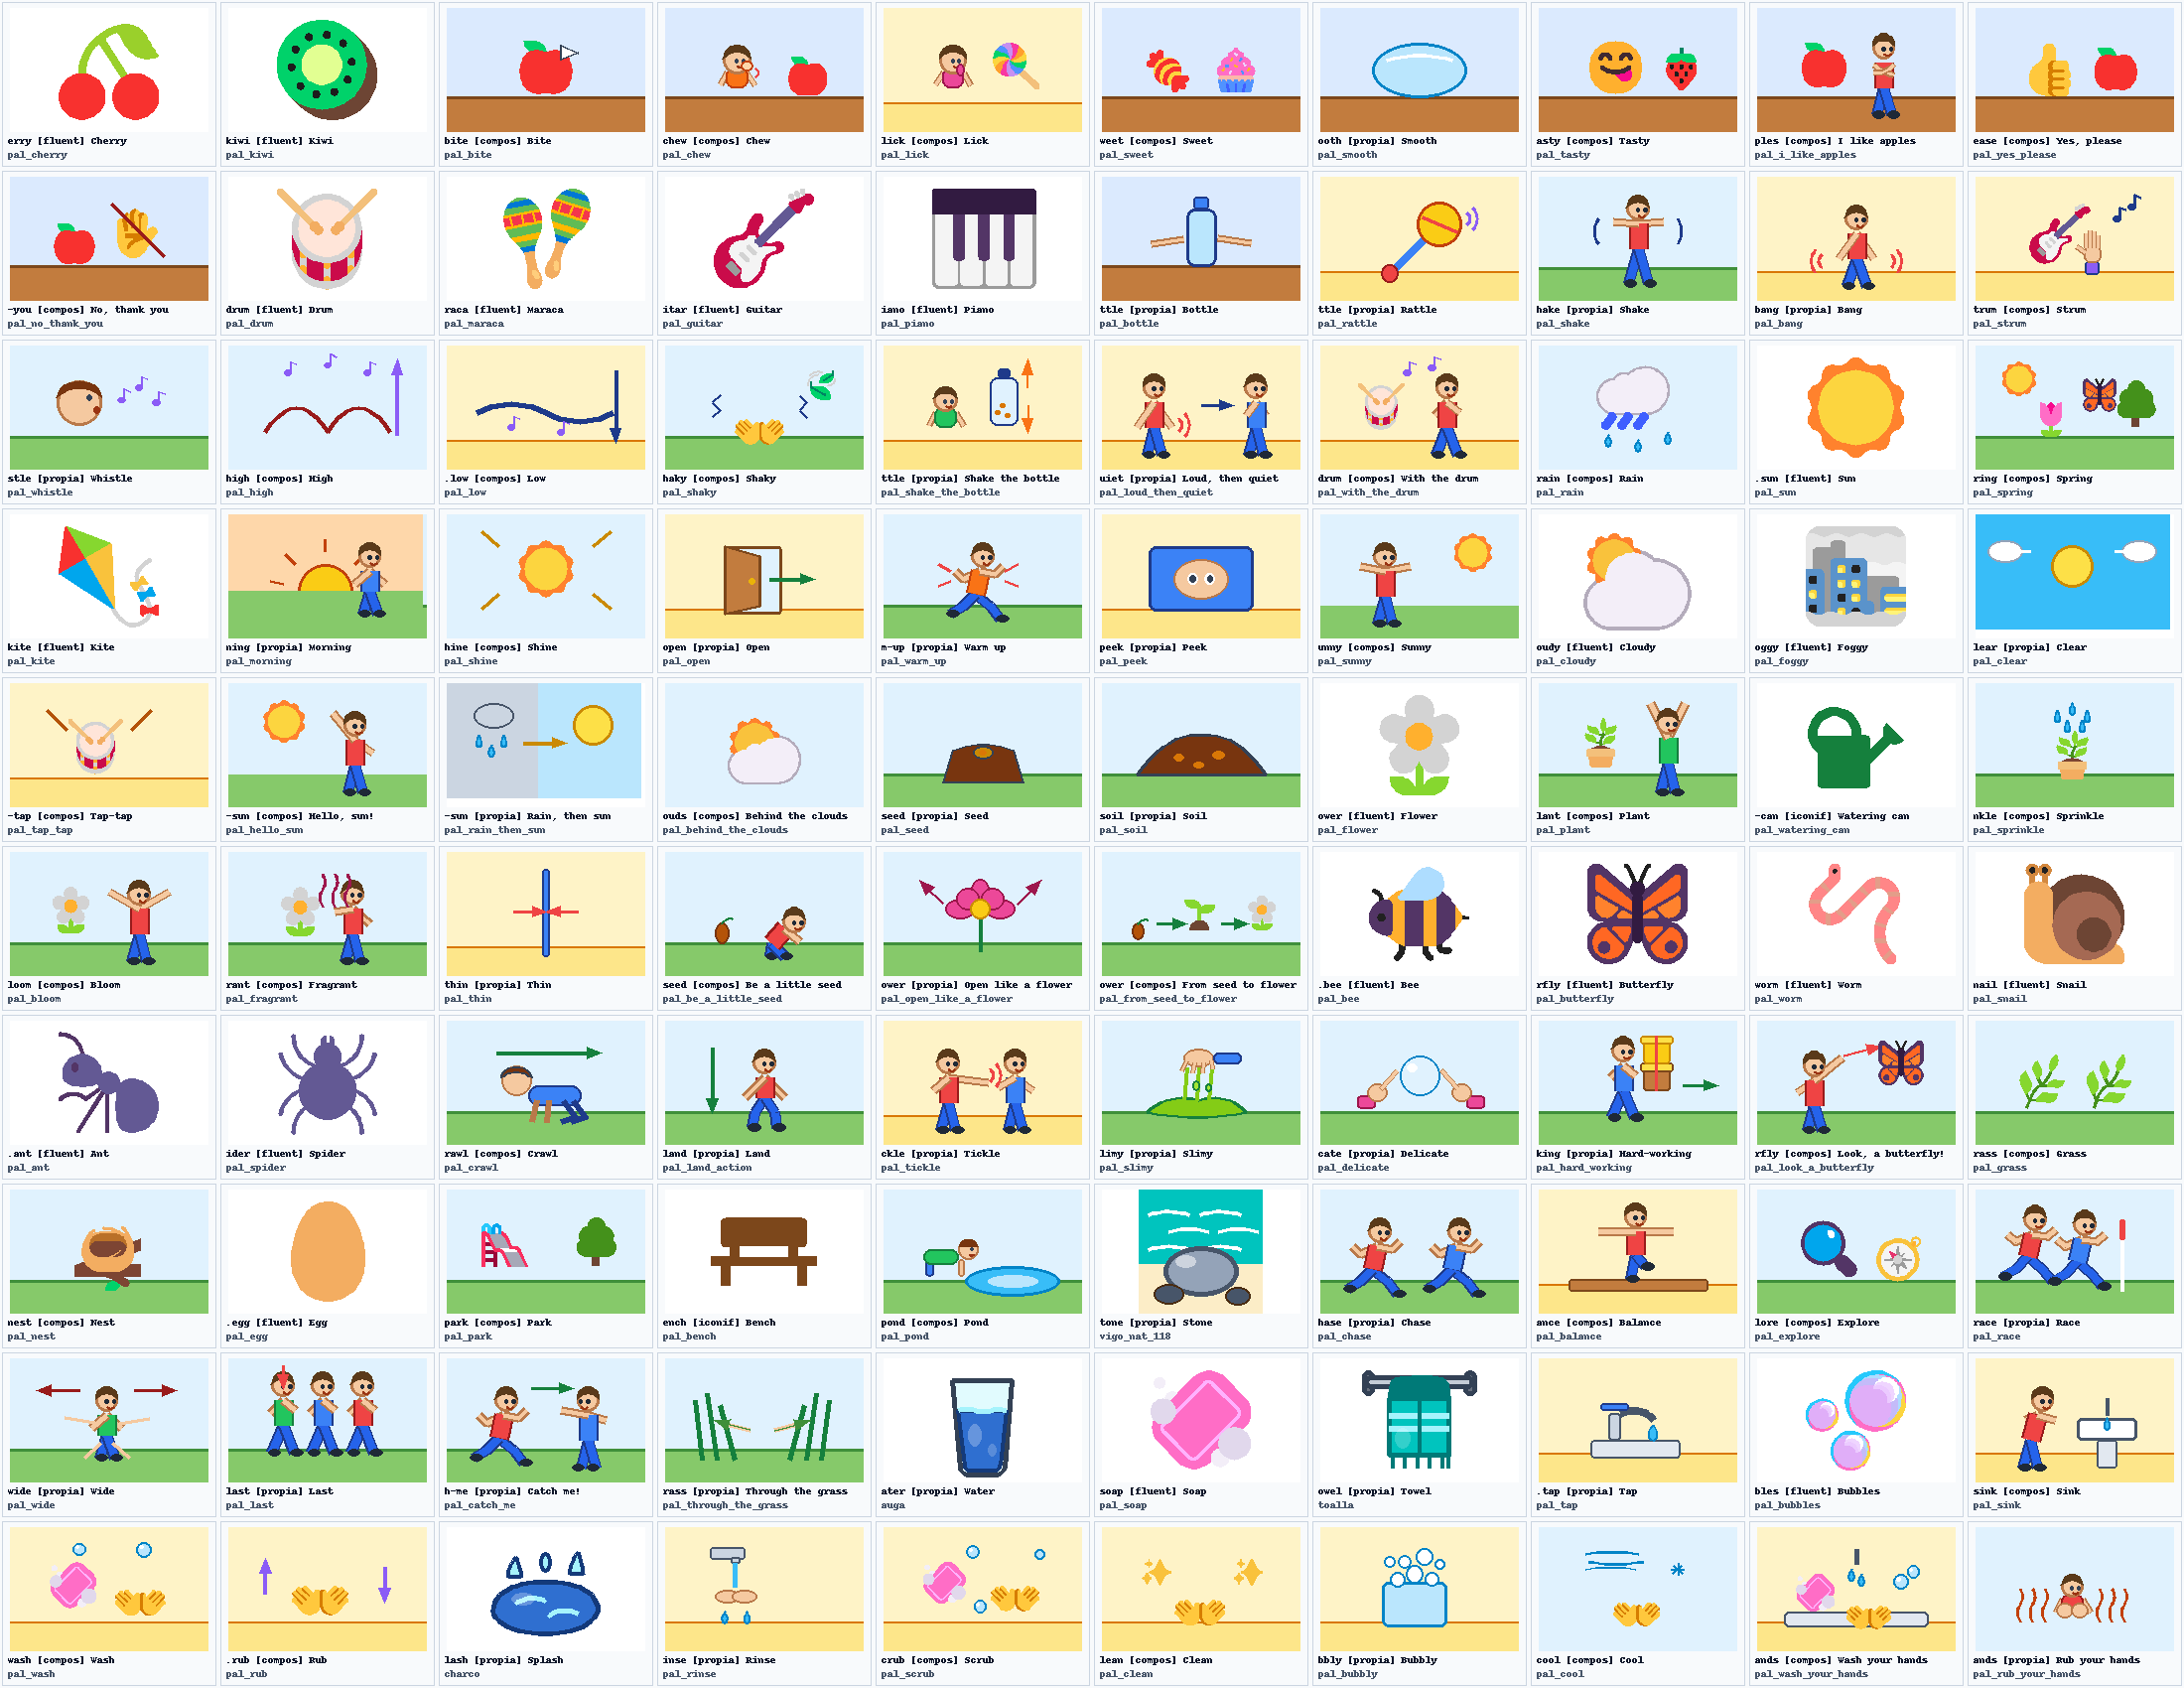 erry [fluent] Cherry
pal_cherry
kiwi [fluent] Kiwi
pal_kiwi
bite [compos] Bite
pal_bite
chew [compos] Chew
pal_chew
lick [compos] Lick
pal_lick
weet [compos] Sweet
pal_sweet
ooth [propia] Smooth
pal_smooth
asty [compos] Tasty
pal_tasty
ples [compos] I like apples
pal_i_like_apples
ease [compos] Yes, please
pal_yes_please
-you [compos] No, thank you
pal_no_thank_you
drum [fluent] Drum
pal_drum
raca [fluent] Maraca
pal_maraca
itar [fluent] Guitar
pal_guitar
iano [fluent] Piano
pal_piano
ttle [propia] Bottle
pal_bottle
ttle [propia] Rattle
pal_rattle
hake [propia] Shake
pal_shake
bang [propia] Bang
pal_bang
trum [compos] Strum
pal_strum
stle [propia] Whistle
pal_whistle
high [compos] High
pal_high
.low [compos] Low
pal_low
haky [compos] Shaky
pal_shaky
ttle [propia] Shake the bottle
pal_shake_the_bottle
uiet [propia] Loud, then quiet
pal_loud_then_quiet
drum [compos] With the drum
pal_with_the_drum
rain [compos] Rain
pal_rain
.sun [fluent] Sun
pal_sun
ring [compos] Spring
pal_spring
kite [fluent] Kite
pal_kite
ning [propia] Morning
pal_morning
hine [compos] Shine
pal_shine
open [propia] Open
pal_open
m-up [propia] Warm up
pal_warm_up
peek [propia] Peek
pal_peek
unny [compos] Sunny
pal_sunny
oudy [fluent] Cloudy
pal_cloudy
oggy [fluent] Foggy
pal_foggy
lear [propia] Clear
pal_clear
-tap [compos] Tap-tap
pal_tap_tap
-sun [compos] Hello, sun!
pal_hello_sun
-sun [propia] Rain, then sun
pal_rain_then_sun
ouds [compos] Behind the clouds
pal_behind_the_clouds
seed [propia] Seed
pal_seed
soil [propia] Soil
pal_soil
ower [fluent] Flower
pal_flower
lant [compos] Plant
pal_plant
-can [iconif] Watering can
pal_watering_can
nkle [compos] Sprinkle
pal_sprinkle
loom [compos] Bloom
pal_bloom
rant [compos] Fragrant
pal_fragrant
thin [propia] Thin
pal_thin
seed [compos] Be a little seed
pal_be_a_little_seed
ower [propia] Open like a flower
pal_open_like_a_flower
ower [compos] From seed to flower
pal_from_seed_to_flower
.bee [fluent] Bee
pal_bee
rfly [fluent] Butterfly
pal_butterfly
worm [fluent] Worm
pal_worm
nail [fluent] Snail
pal_snail
.ant [fluent] Ant
pal_ant
ider [fluent] Spider
pal_spider
rawl [compos] Crawl
pal_crawl
land [propia] Land
pal_land_action
ckle [propia] Tickle
pal_tickle
limy [propia] Slimy
pal_slimy
cate [propia] Delicate
pal_delicate
king [propia] Hard-working
pal_hard_working
rfly [compos] Look, a butterfly!
pal_look_a_butterfly
rass [compos] Grass
pal_grass
nest [compos] Nest
pal_nest
.egg [fluent] Egg
pal_egg
park [compos] Park
pal_park
ench [iconif] Bench
pal_bench
pond [compos] Pond
pal_pond
tone [propia] Stone
vigo_nat_118
hase [propia] Chase
pal_chase
ance [compos] Balance
pal_balance
lore [compos] Explore
pal_explore
race [propia] Race
pal_race
wide [propia] Wide
pal_wide
last [propia] Last
pal_last
h-me [propia] Catch me!
pal_catch_me
rass [propia] Through the grass
pal_through_the_grass
ater [propia] Water
auga
soap [fluent] Soap
pal_soap
owel [propia] Towel
toalla
.tap [propia] Tap
pal_tap
bles [fluent] Bubbles
pal_bubbles
sink [compos] Sink
pal_sink
wash [compos] Wash
pal_wash
.rub [compos] Rub
pal_rub
lash [propia] Splash
charco
inse [propia] Rinse
pal_rinse
crub [compos] Scrub
pal_scrub
lean [compos] Clean
pal_clean
bbly [propia] Bubbly
pal_bubbly
cool [compos] Cool
pal_cool
ands [compos] Wash your hands
pal_wash_your_hands
ands [propia] Rub your hands
pal_rub_your_hands